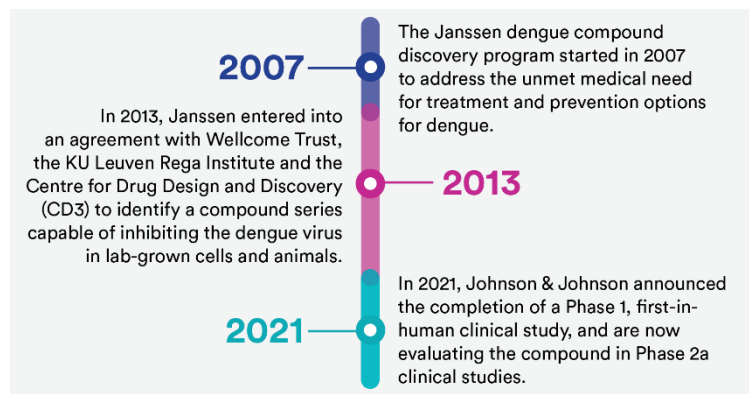 2007
The Janssen dengue compound
discovery program started in 2007
to address the unmet medical need
for treatment and prevention options
for dengue.
In 2013, Janssen entered into
an agreement with Wellcome Trust,
the KU Leuven Rega Institute and the
Centre for Drug Design and Discovery
(CD3) to identify a compound series
capable of inhibiting the dengue virus
in lab-grown cells and animals.
2013
2021
In 2021, Johnson & Johnson announced
the completion of a Phase 1, first-in-
human clinical study, and are now
evaluating the compound in Phase 2a
clinical studies.